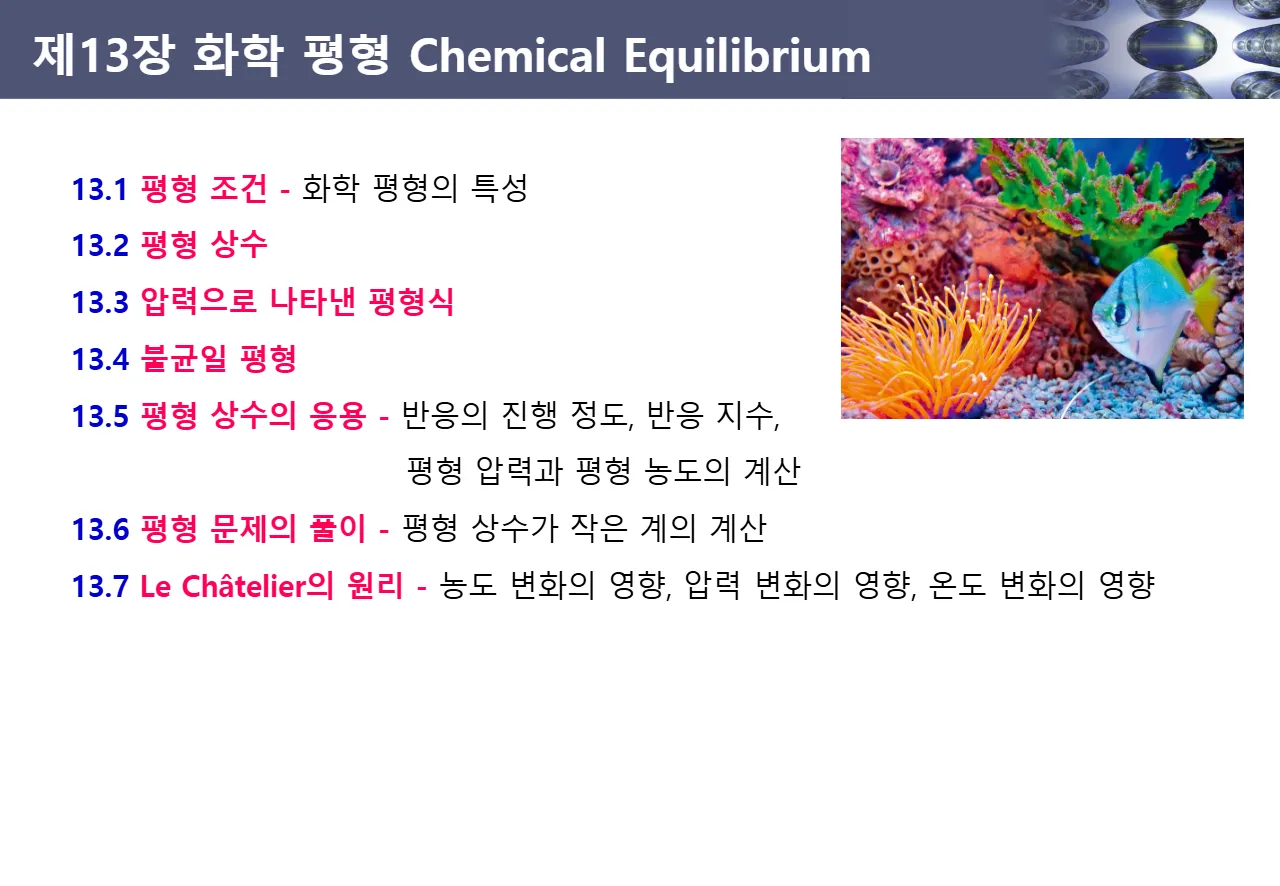 제13장 화학 평형 Chemical Equilibrium
13.1 평형 조건 - 화학 평형의 특성
13.2 평형 상수
13.3 압력으로 나타낸 평형식
13.4 불균일 평형
13.5 평형 상수의 응용 - 반응의 진행 정도, 반응 지수,
평형 압력과 평형 농도의 계산
13.6 평형 문제의 풀이 - 평형 상수가 작은 계의 계산
13.7 Le Châtelier의 원리 - 농도 변화의 영향, 압력 변화의 영향, 온도 변화의 영향